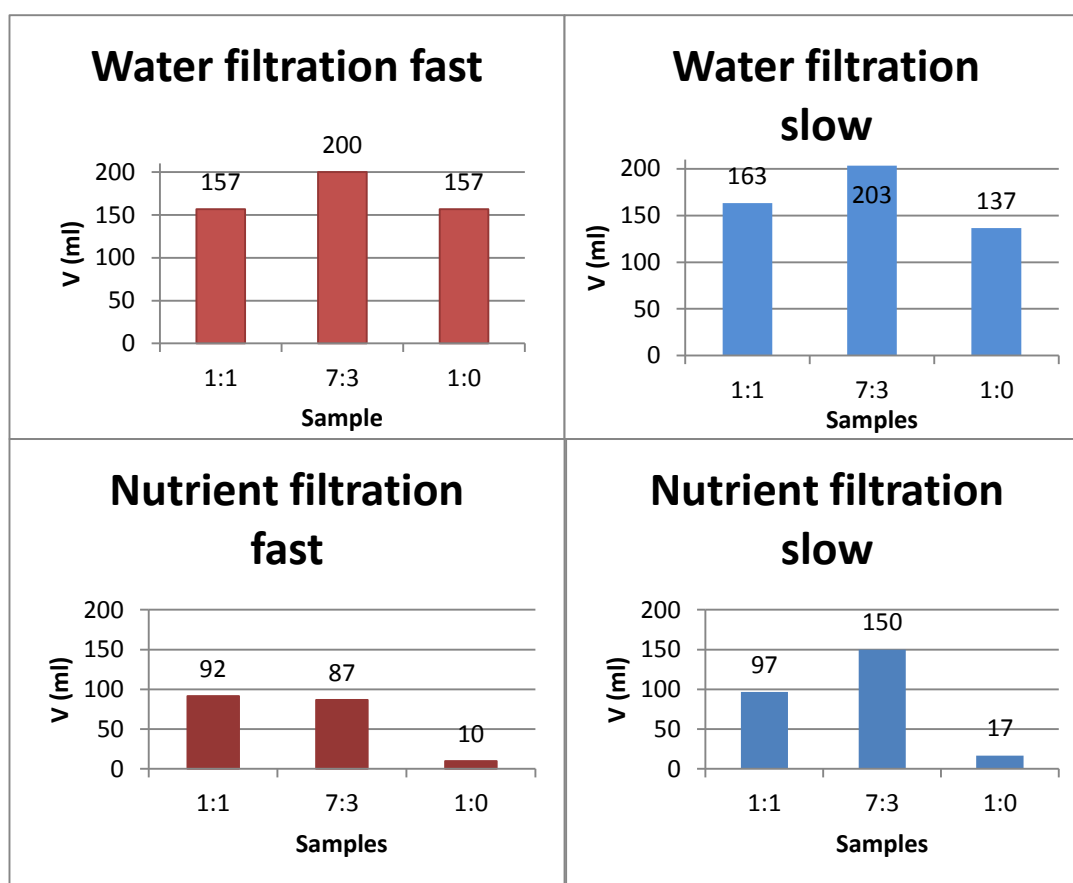 Water filtration fast
200
157
157
200
150
100
50
0
V (ml)
1:1 7:3 1:0
Sample
Water filtration
slow
163
203
137
200
150
100
50
0
V (ml)
1:1 7:3 1:0
Samples
Nutrient filtration
fast
92
87
10
200
150
100
50
0
V (ml)
1:1 7:3 1:0
Samples
Nutrient filtration
slow
97
150
17
200
150
100
50
0
V (ml)
1:1 7:3 1:0
Samples